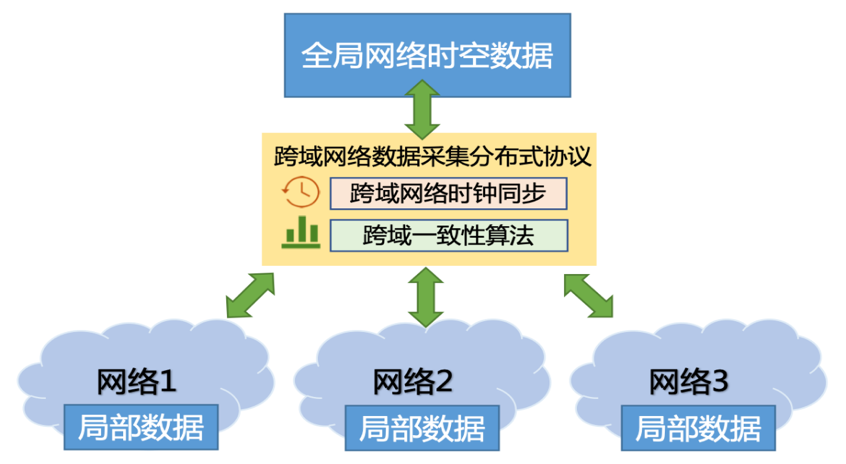 全局网络时空数据
跨域网络数据采集分布式协议
跨域网络时钟同步
跨域一致性算法
网络1
网络2
网络3
局部数据
局部数据
局部数据